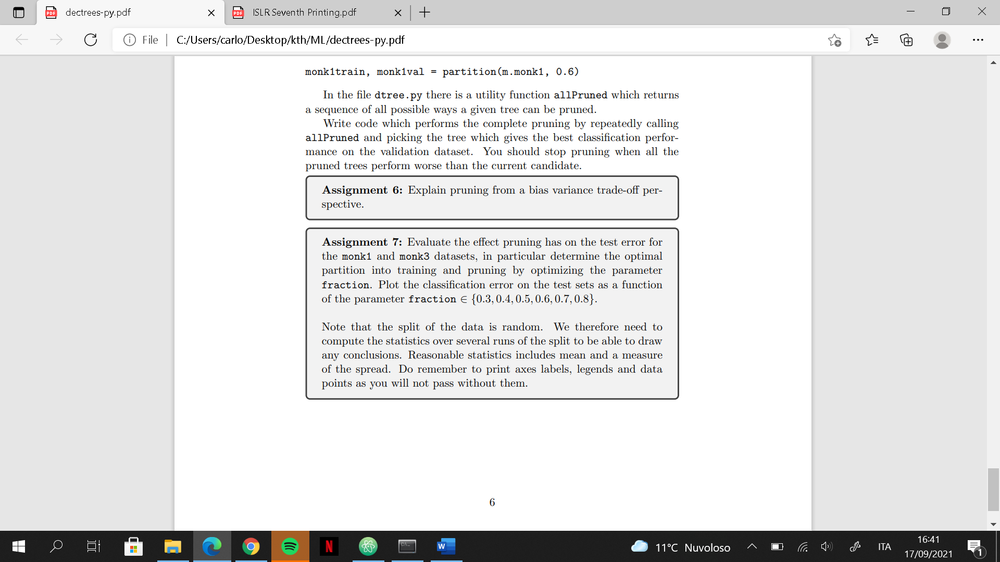 dectrees-py.pdf
ISLR Seventh Printing.pdf
File
C:/Users/carlo/Desktop/kth/ML/dectrees-py.pdf
monk1train, monk1val = partition(m.monk1, 0.6)
In the file dtree.py there is a utility function allPruned which returns
a sequence of all possible ways a given tree can be pruned.
Write code which performs the complete pruning by repeatedly calling
allPruned and picking the tree which gives the best classification perfor-
mance on the validation dataset. You should stop pruning when all the
pruned trees perform worse than the current candidate.
Assignment 6: Explain pruning from a bias variance trade-off per-
spective.
Assignment 7: Evaluate the effect pruning has on the test error for
the monk1 and monk3 datasets, in particular determine the optimal
partition into training and pruning by optimizing the parameter
fraction. Plot the classification error on the test sets as a function
of the parameter fraction ∈ {0.3, 0.4, 0.5, 0.6, 0.7, 0.8}.
Note that the split of the data is random. We therefore need to
compute the statistics over several runs of the split to be able to draw
any conclusions. Reasonable statistics includes mean and a measure
of the spread. Do remember to print axes labels, legends and data
points as you will not pass without them.
6
11°C Nuvoloso
ITA
16:41
17/09/2021
1